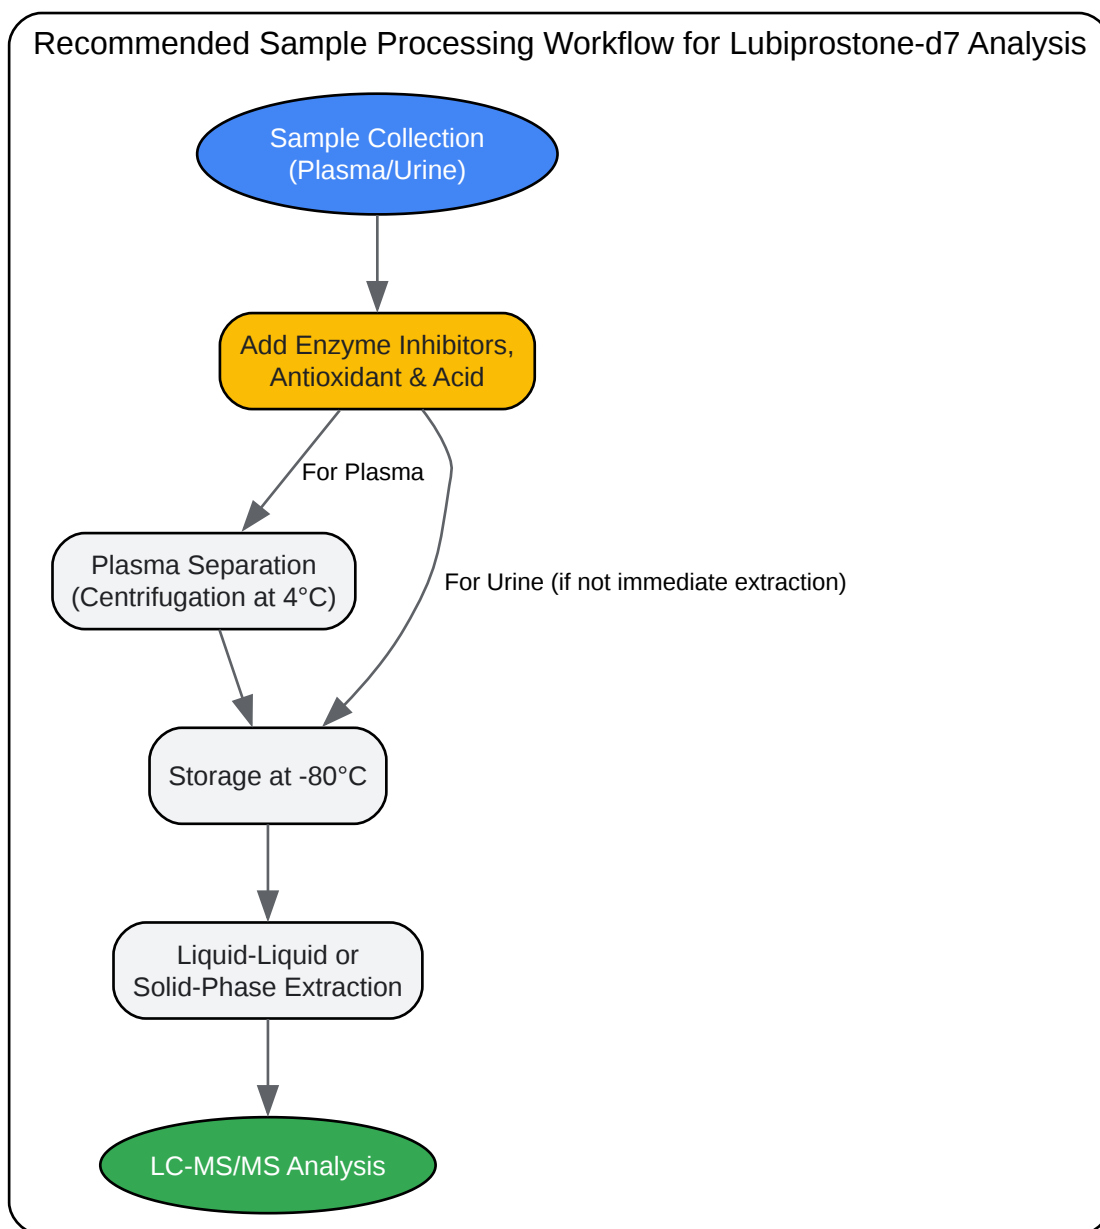 Recommended Sample Processing Workflow for Lubiprostone-d7 Analysis
Sample Collection
(Plasma/Urine)
Add Enzyme Inhibitors,
Antioxidant & Acid
For Plasma
Plasma Separation
(Centrifugation at 4°C)
For Urine (if not immediate extraction)
Storage at -80°C
Liquid-Liquid or
Solid-Phase Extraction
LC-MS/MS Analysis